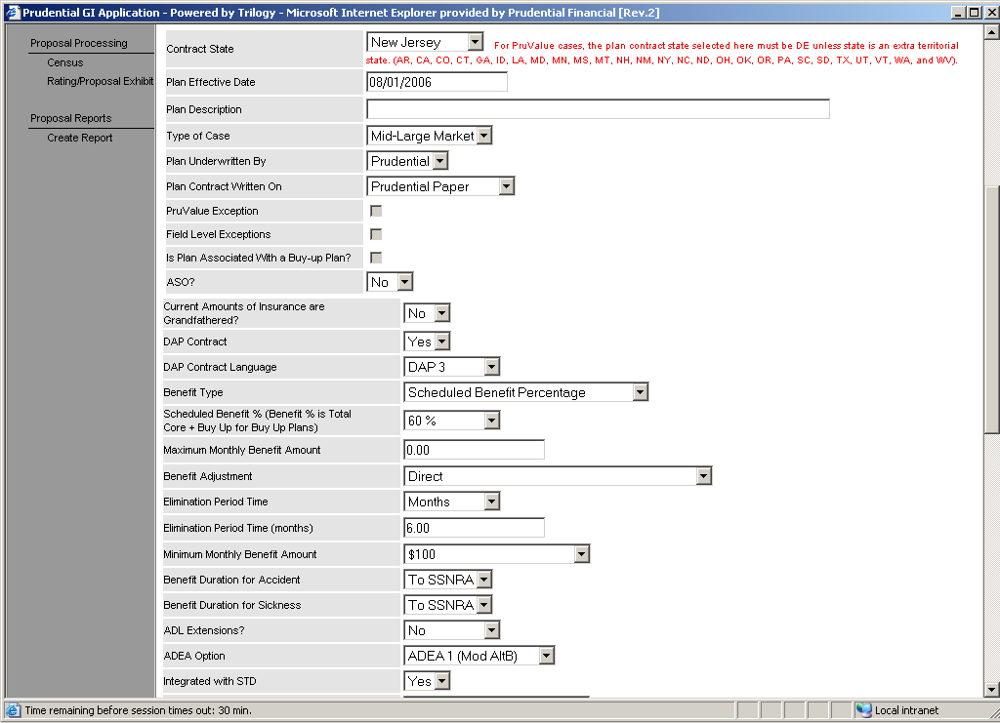 Prudential GI Application - Powered by Trilogy - Microsoft Internet Explorer provided by Prudential Financial [Rev.2]
Proposal Processing
Census
Rating/Proposal Exhibit
Proposal Reports
Create Report
Contract State New Jersey For PruValue cases, the plan contract state selected here must be DE unless state is an extra territorial
state. (AR, CA, CO, CT, GA, ID, LA, MD, MN, MS, MT, NH, NM, NY, NC, ND, OH, OK, OR, PA, SC, SD, TX, UT, VT, WA, and WV).
Plan Effective Date 08/01/2006
Plan Description
Type of Case Mid-Large Market
Plan Underwritten By Prudential
Plan Contract Written On Prudential Paper
PruValue Exception
Field Level Exceptions
Is Plan Associated With a Buy-up Plan?
ASO? No
Current Amounts of Insurance are
Grandfathered? No
DAP Contract Yes
DAP Contract Language DAP 3
Benefit Type Scheduled Benefit Percentage
Scheduled Benefit % (Benefit % is Total
Core + Buy Up for Buy Up Plans) 60 %
Maximum Monthly Benefit Amount 0.00
Benefit Adjustment Direct
Elimination Period Time Months
Elimination Period Time (months) 6.00
Minimum Monthly Benefit Amount $100
Benefit Duration for Accident To SSNRA
Benefit Duration for Sickness To SSNRA
ADL Extensions? No
ADEA Option ADEA 1 (Mod AltB)
Integrated with STD Yes
Time remaining before session times out: 30 min. Local intranet